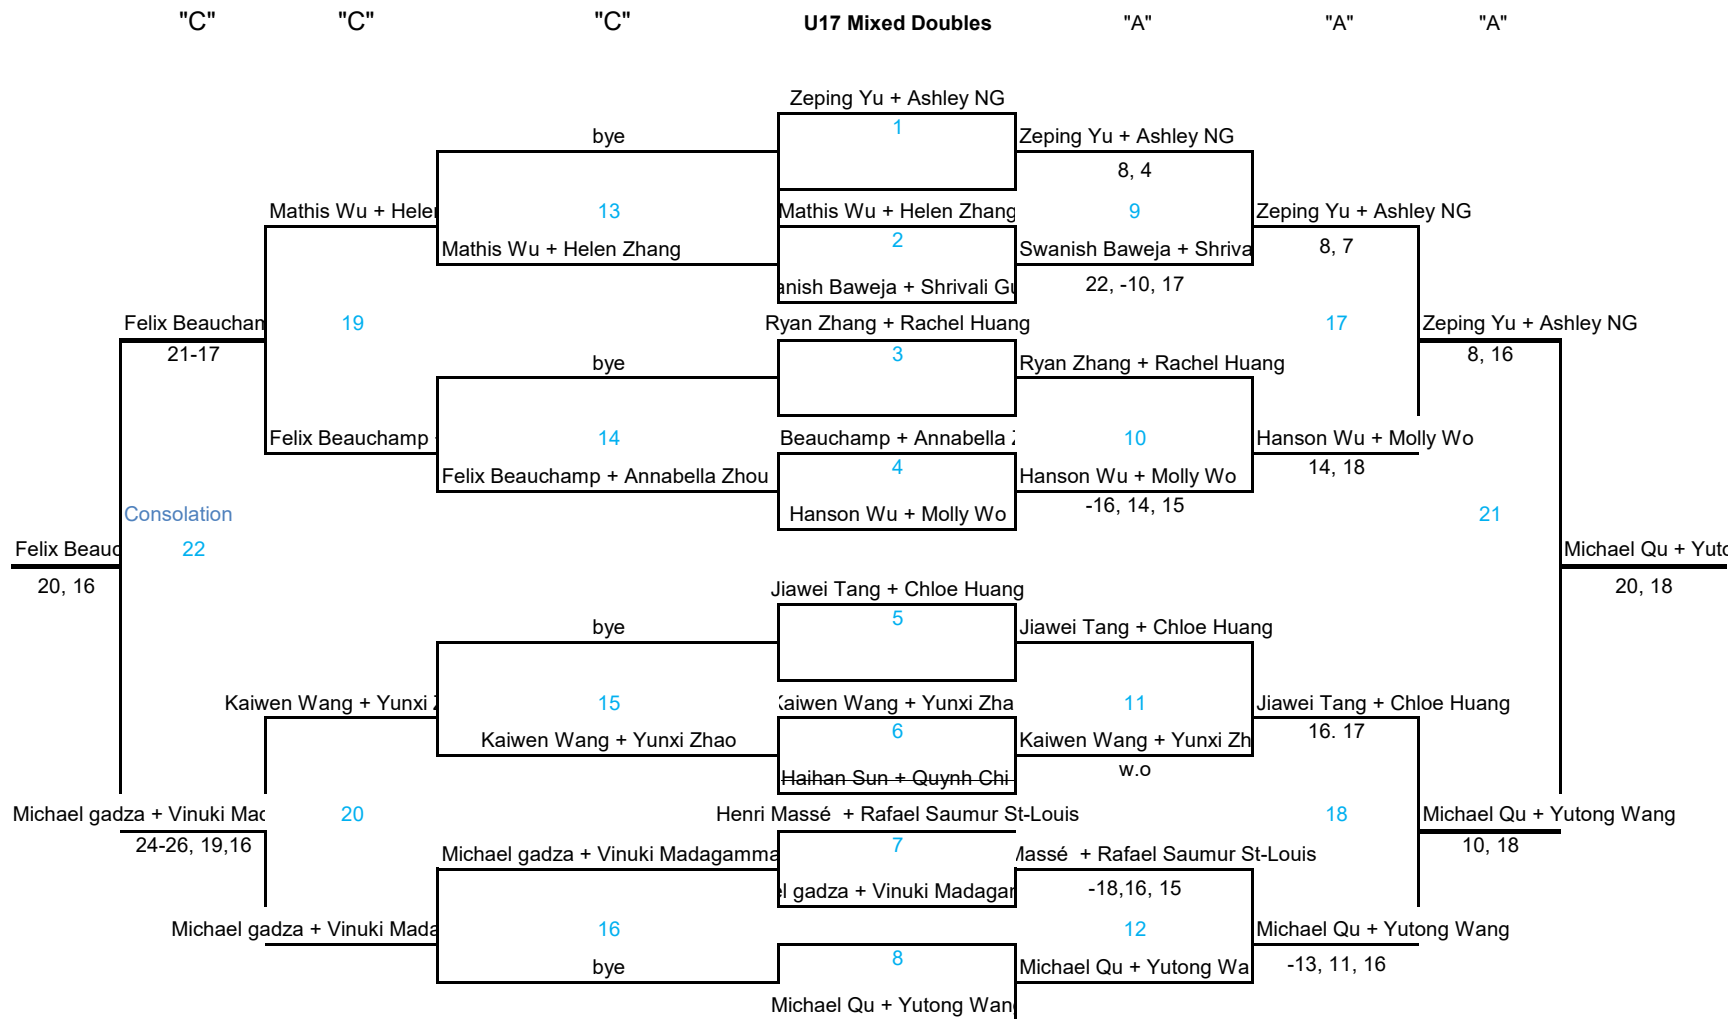 "C" "C" "C" U17 Mixed Doubles "A" "A" "A"
Zeping Yu + Ashley NG
1
bye Zeping Yu + Ashley NG
8, 4
Mathis Wu + Hele 13 Mathis Wu + Helen Zhang 9 Zeping Yu + Ashley NG
2
Mathis Wu + Helen Zhang Swanish Baweja + Shriva 8, 7
anish Baweja + Shrivali Gu 22, -10, 17
Felix Beaucham 19 Ryan Zhang + Rachel Huang 17 Zeping Yu + Ashley NG
21-17 3 8, 16
bye Ryan Zhang + Rachel Huang
Felix Beauchamp 14 Beauchamp + Annabella 10 Hanson Wu + Molly Wo
4 14, 18
Felix Beauchamp + Annabella Zhou Hanson Wu + Molly Wo
-16, 14, 15
Consolation Hanson Wu + Molly Wo 21
Felix Beauc 22 Michael Quu + Yuto
20, 16 20, 18
Jiawei Tang + Chloe Huang
5
bye Jiawei Tang + Chloe Huang
Kaiwen Wang + Yunxi 15 Kaiwen Wang + Yunxi Zha 11 Jiawei Tang + Chloe Huang
6 16. 17
Kaiwen Wang + Yunxi Zhao Kaiwen Wang + Yunxi Zh
Haihan Sun + Quynh Chi w.o
Michael gadza + Vinuki Mad 20 Henri Massé + Rafael Saumur St-Louis 18 Michael Qu + Yutong Wang
24-26, 19,16 7 10, 18
Michael gadza + Vinuki Madagamma Massé + Rafael Saumur St-Louis
el gadza + Vinuki Madagar -18,16, 15
Michael gadza + Vinuki Mada 16 12 Michael Qu + Yutong Wang
8
bye Michael Qu + Yutong Wa -13, 11, 16
Michael Qu + Yutong Wang